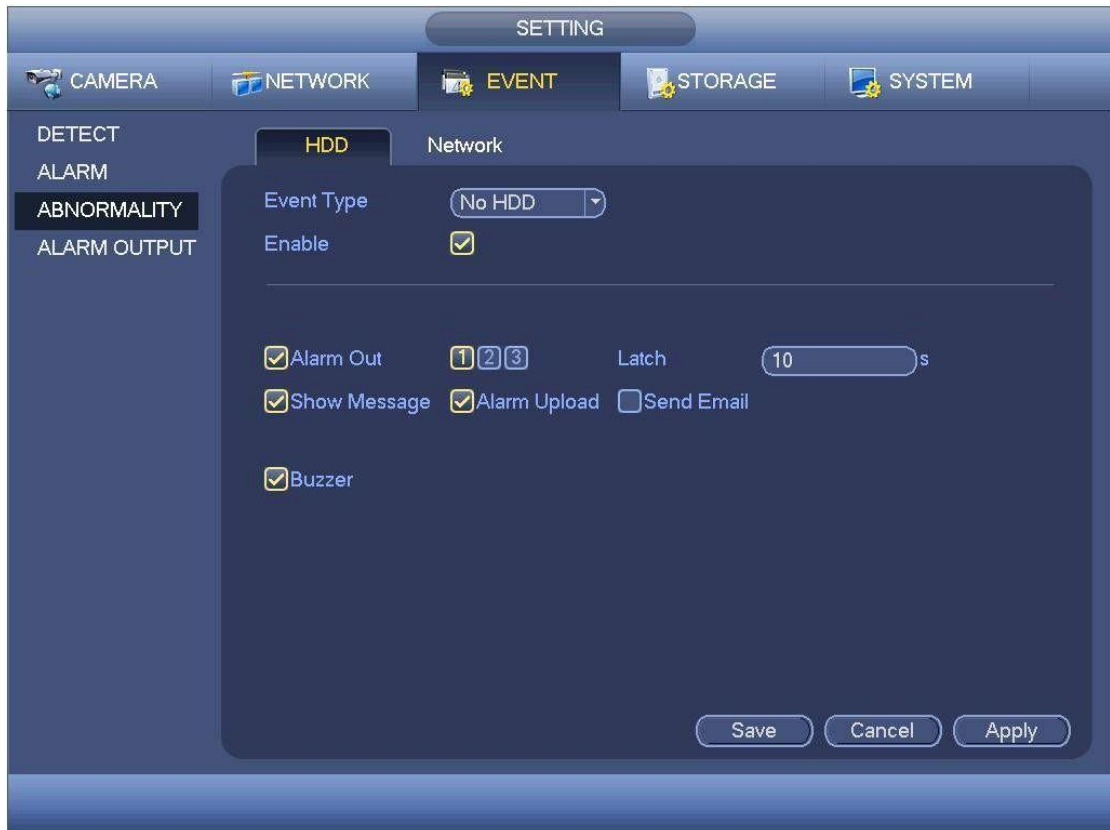 SETTING
CAMERA NETWORK EVENT STORAGE SYSTEM
DETECT
ALARM
ABNORMALITY
ALARM OUTPUT
HDD Network
Event Type No HDD
Enable
Alarm Out 1 2 3 Latch 10 s
Show Message Alarm Upload Send Email
Buzzer
Save Cancel Apply